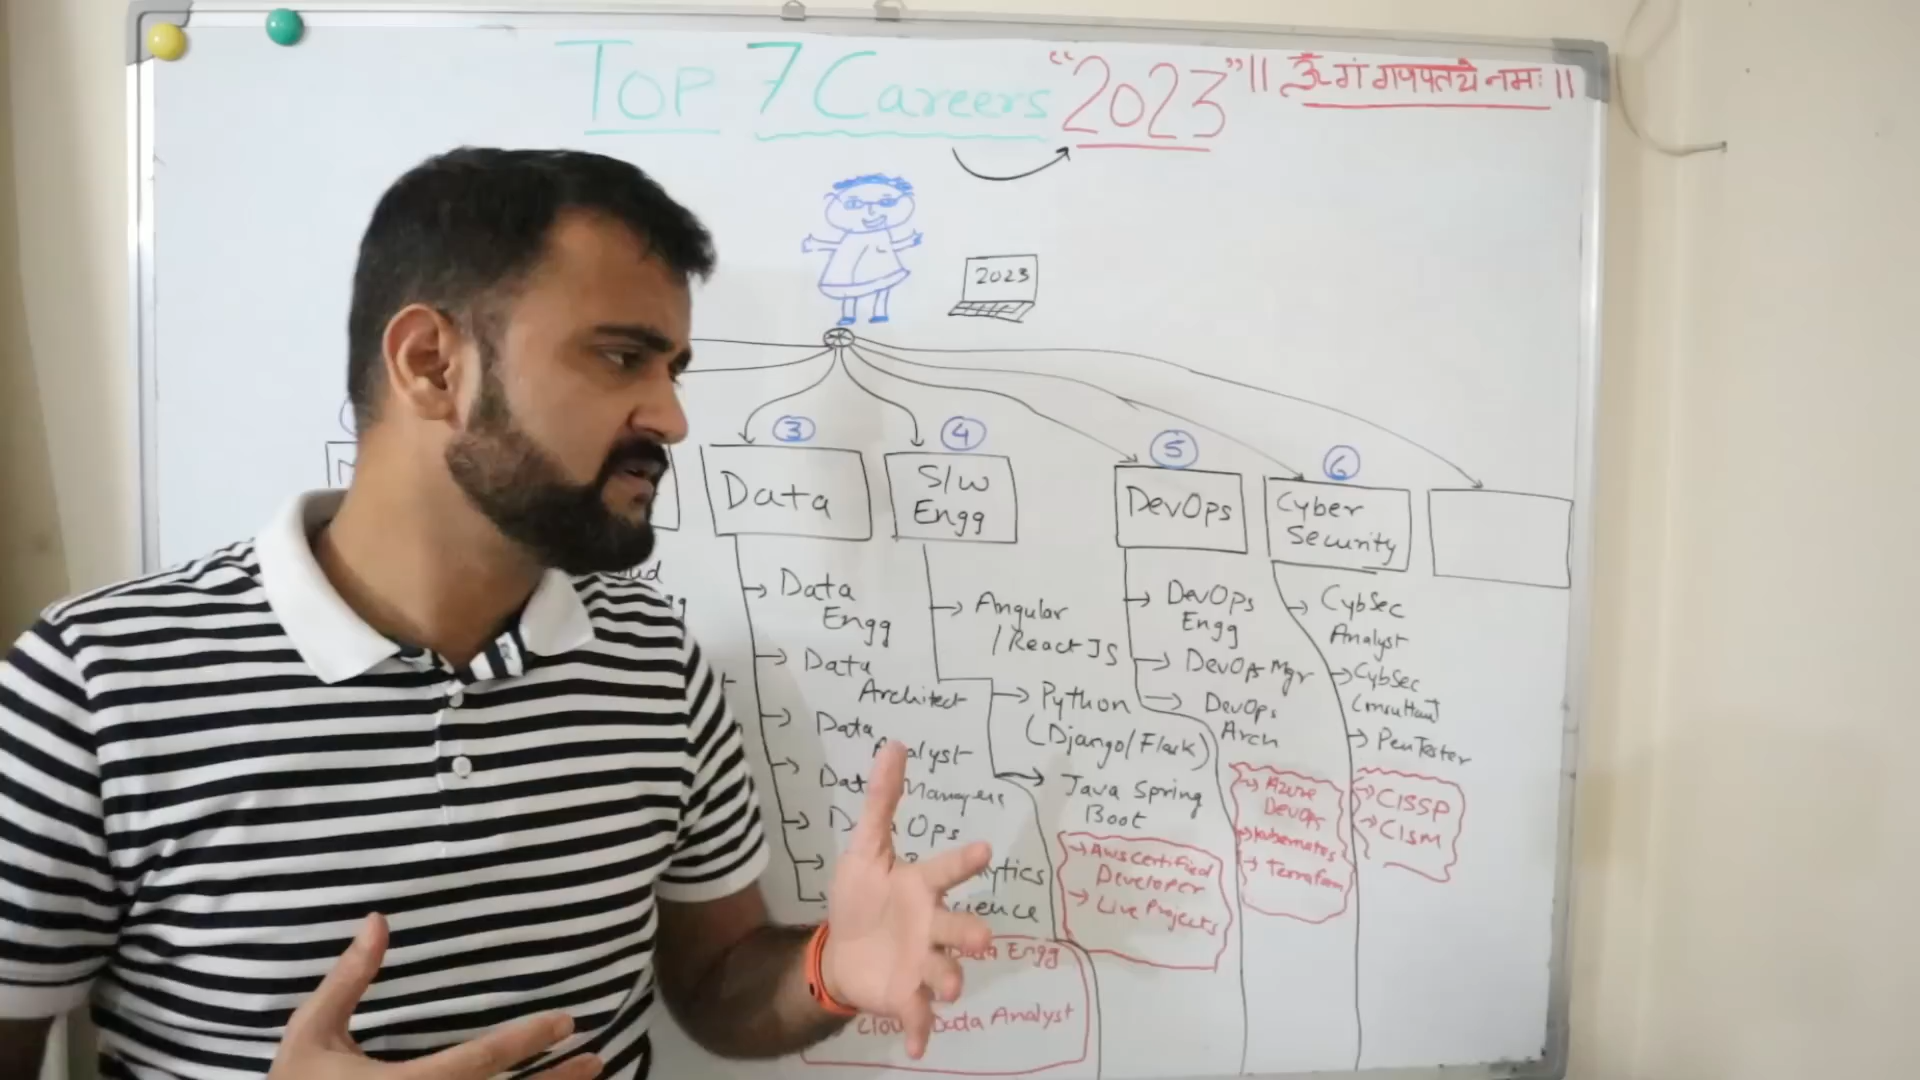 Top 7 Careers "2023"
|| ॐ गं गणपतये नमः ||
2023
3
4
5
6
Data
S/W
Engg
DevOps
Cyber
Security
Data
Engg
Data
Architect
Data
Analyst
Managers
Ops
Science
Angular
/React JS
Python
(Django/Flask)
Java Spring
Boot
→ AWS Certified
Developer
→ Live Projects
DevOps
Engg
DevOps Mgr
DevOps
Arch
→ Azure
DevOps
→ Kubernetes
→ Terraform
CybSec
Analyst
CybSec
Consultant
PenTester
→ CISSP
→ CISM
Data Engg
Data Analyst